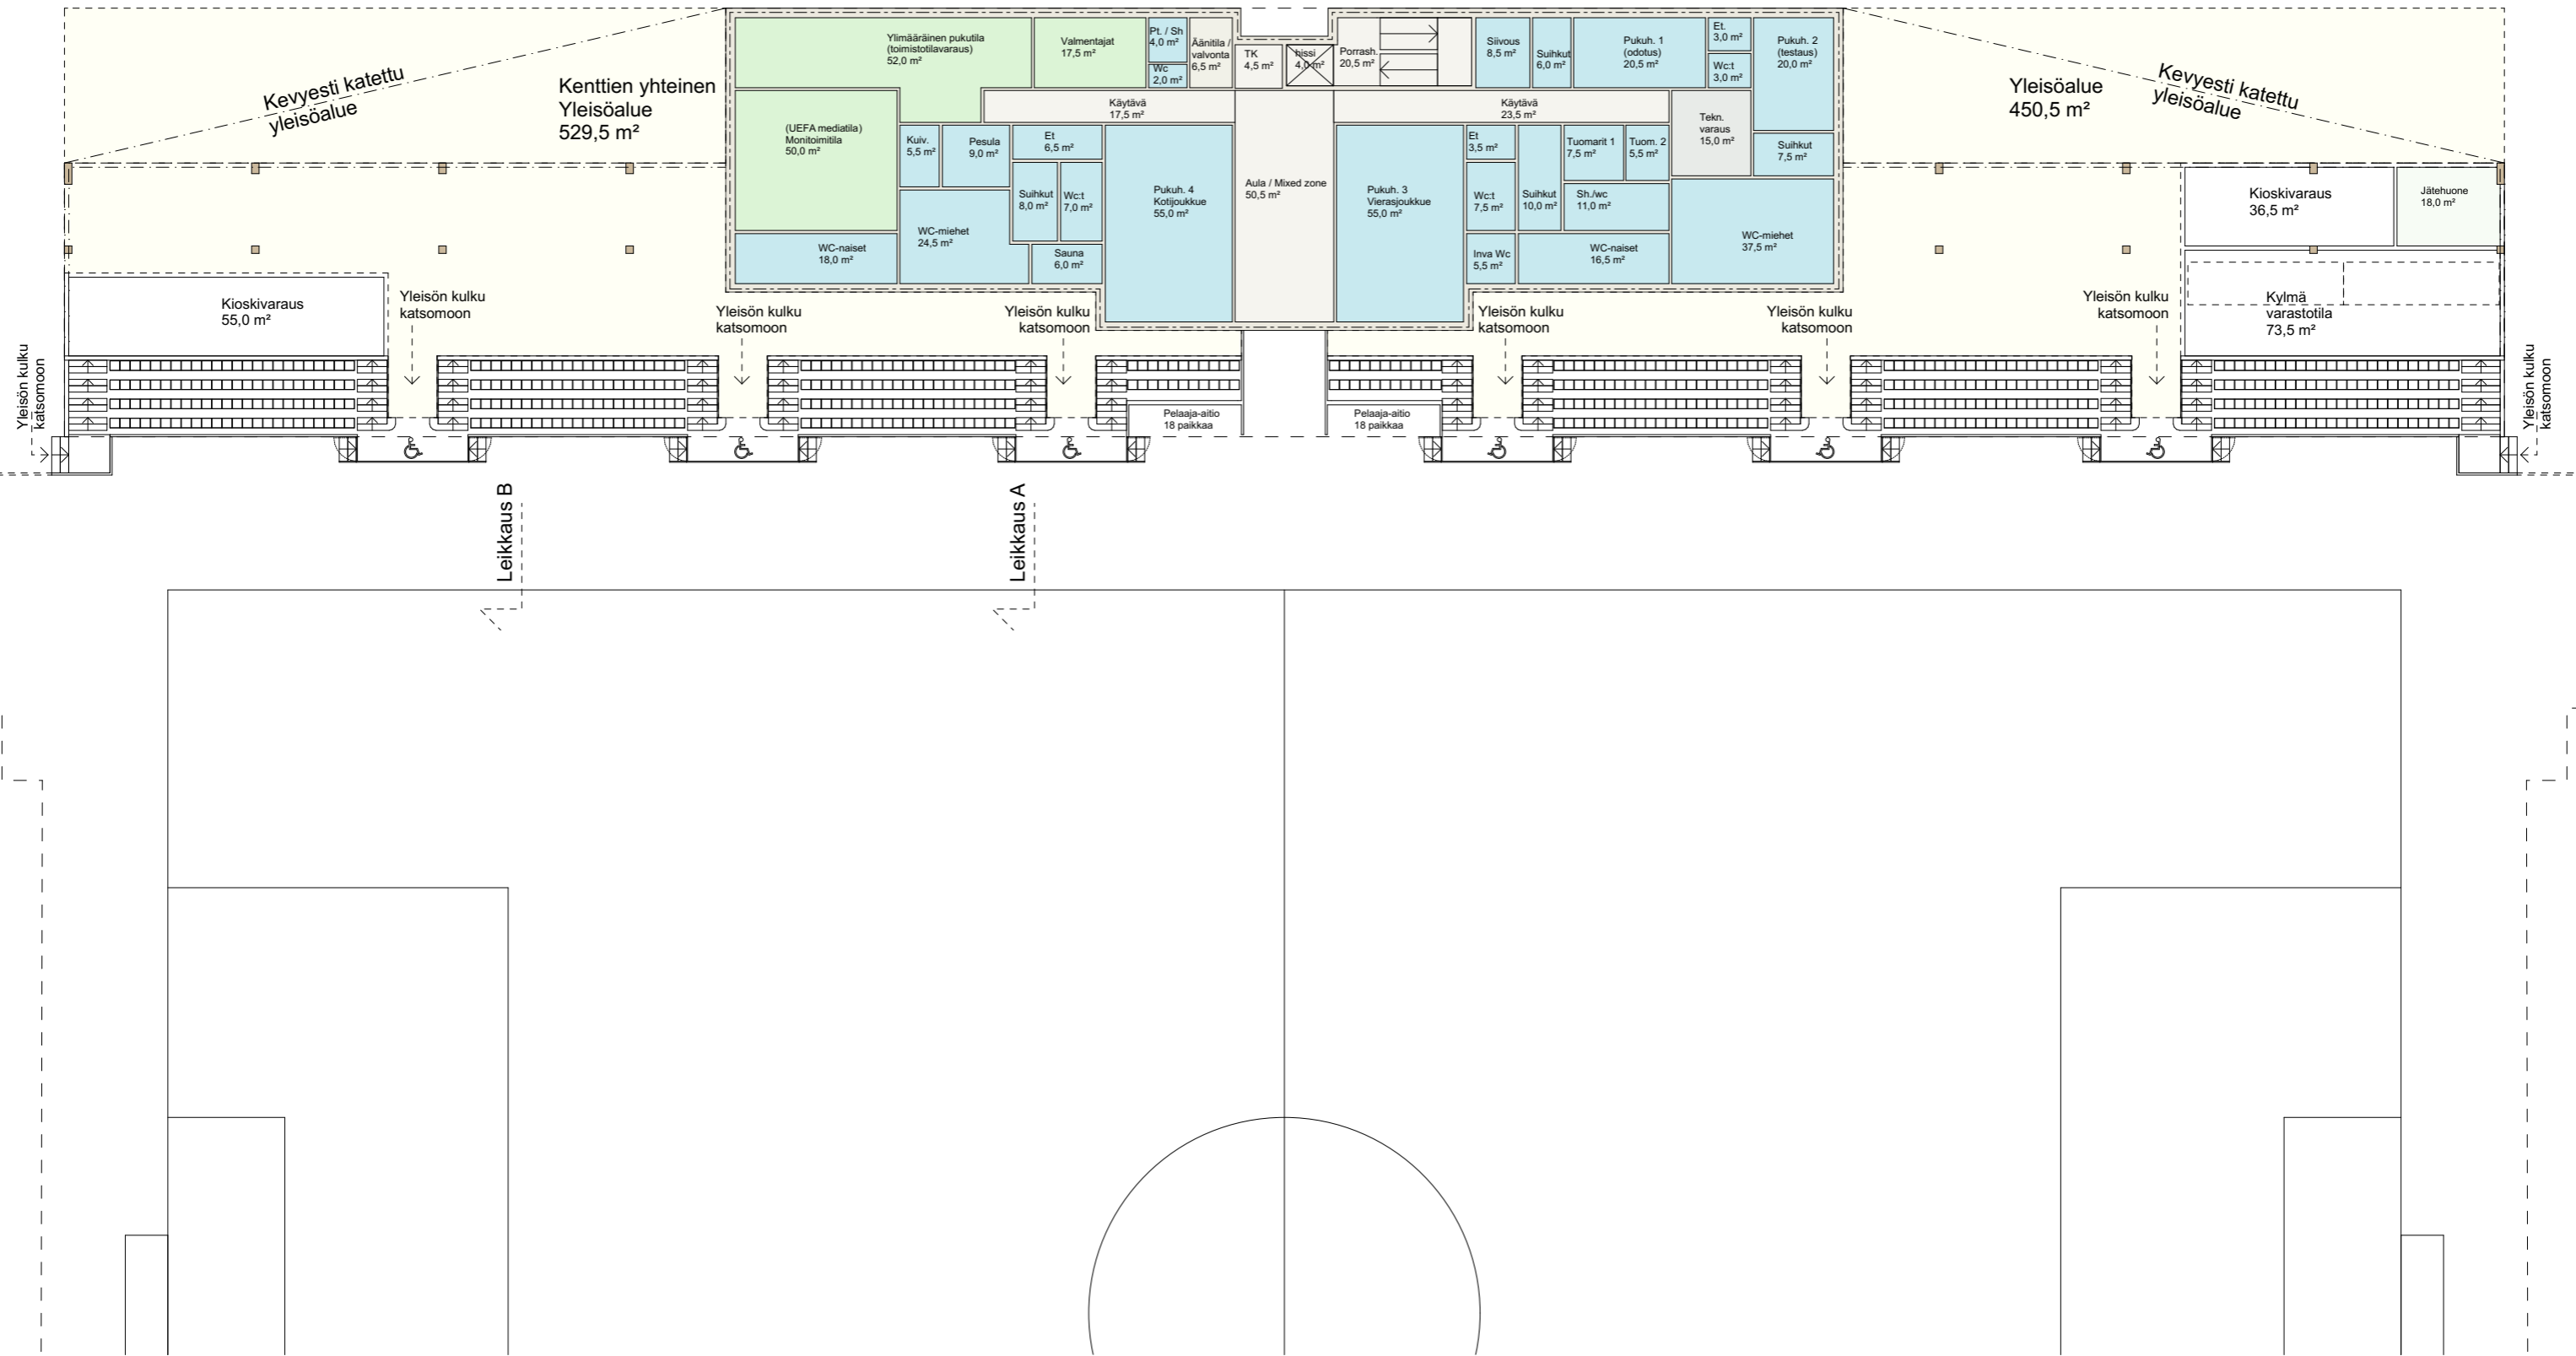 Kevyesti katettu
yleisöalue
Kenttien yhteinen
Yleisöalue
529,5 m²
Ylimääräinen pukutila
(toimistotilavaraus)
52,0 m²
Valmentajat
17,5 m²
Pt. / Sh
4,0 m²
Wc
2,0 m²
Äänitila /
valvonta
6,5 m²
TK
4,5 m²
hissi
4,0 m²
Porrash.
20,5 m²
Siivous
8,5 m²
Suihkut
6,0 m²
Pukuh. 1
(odotus)
20,5 m²
Et.
3,0 m²
Wc:t
3,0 m²
Pukuh. 2
(testaus)
20,0 m²
Yleisöalue
450,5 m²
Kevyesti katettu
yleisöalue
(UEFA mediatila)
Monitoimitila
50,0 m²
Käytävä
17,5 m²
Käytävä
23,5 m²
Tekn.
varaus
15,0 m²
Suihkut
7,5 m²
Kuiv.
5,5 m²
Pesula
9,0 m²
Et
6,5 m²
Suihkut
8,0 m²
Wc:t
7,0 m²
Pukuh. 4
Kotijoukkue
55,0 m²
Aula / Mixed zone
50,5 m²
Pukuh. 3
Vierasjoukkue
55,0 m²
Et
3,5 m²
Wc:t
7,5 m²
Suihkut
10,0 m²
Tuomarit 1
7,5 m²
Tuom. 2
5,5 m²
Sh./wc
11,0 m²
WC-naiset
18,0 m²
WC-miehet
24,5 m²
Sauna
6,0 m²
Inva Wc
5,5 m²
WC-naiset
16,5 m²
WC-miehet
37,5 m²
Kioskivaraus
36,5 m²
Jätehuone
18,0 m²
Kylmä
varastotila
73,5 m²
Kioskivaraus
55,0 m²
Yleisön kulku
katsomoon
Yleisön kulku
katsomoon
Yleisön kulku
katsomoon
Yleisön kulku
katsomoon
Yleisön kulku
katsomoon
Yleisön kulku
katsomoon
Yleisön kulku
katsomoon
Yleisön kulku
katsomoon
Pelaaja-aitio
18 paikkaa
Pelaaja-aitio
18 paikkaa
Leikkaus B
Leikkaus A